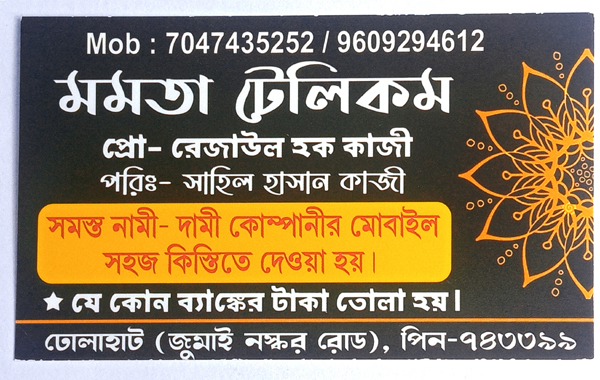 Mob : 7047435252 / 9609294612
মমতা টেলিকম
প্রো- রেজাউল হক কাজী
পরিঃ- সাহিল হাসান কাজী
সমস্ত নামী- দামী কোম্পানীর মোবাইল
সহজ কিস্তিতে দেওয়া হয়।
★ যে কোন ব্যাঙ্কের টাকা তোলা হয়।
ঢোলাহাট (জুমাই নস্কর রোড), পিন-৭৪৩৩৯৯